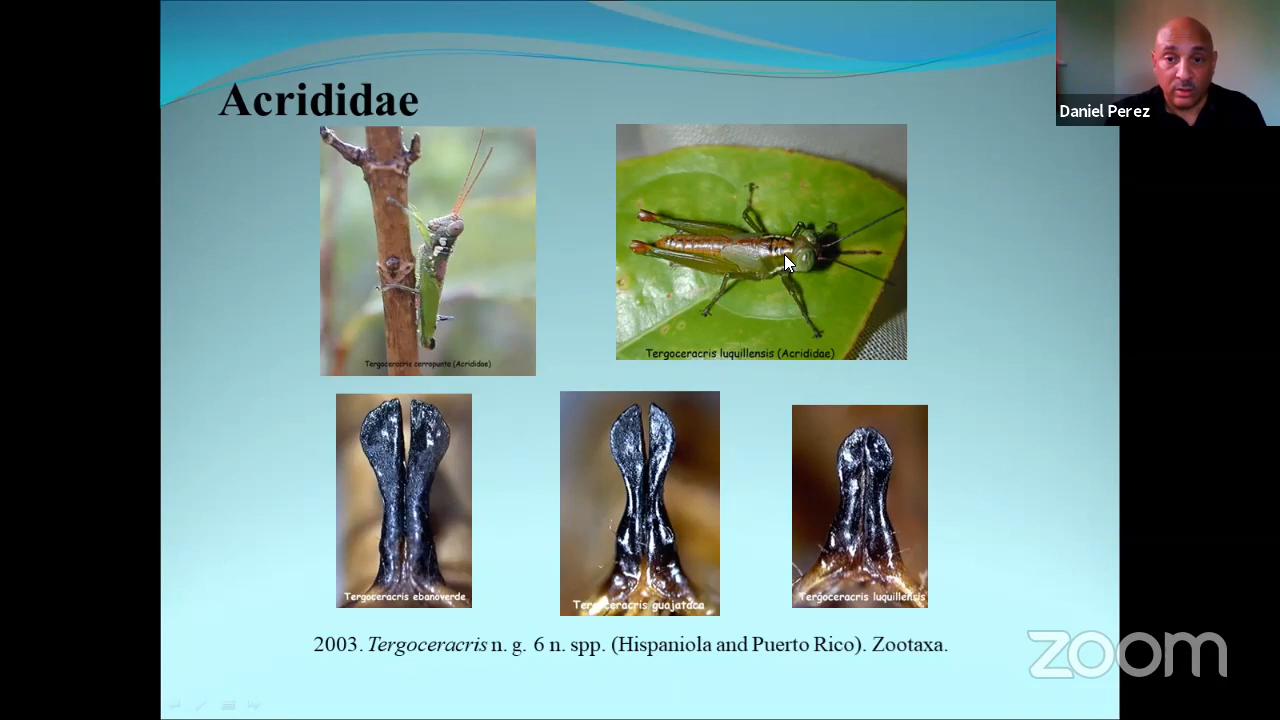 Acrididae
Daniel Perez
Tergoceracris cerropunta (Acrididae)
Tergoceracris luquillensis (Acrididae)
Tergoceracris ebanoverde
Tergoceracris guajataca
Tergoceracris luquillensis
2003. Tergoceracris n. g. 6 n. spp. (Hispaniola and Puerto Rico). Zootaxa.
zoom